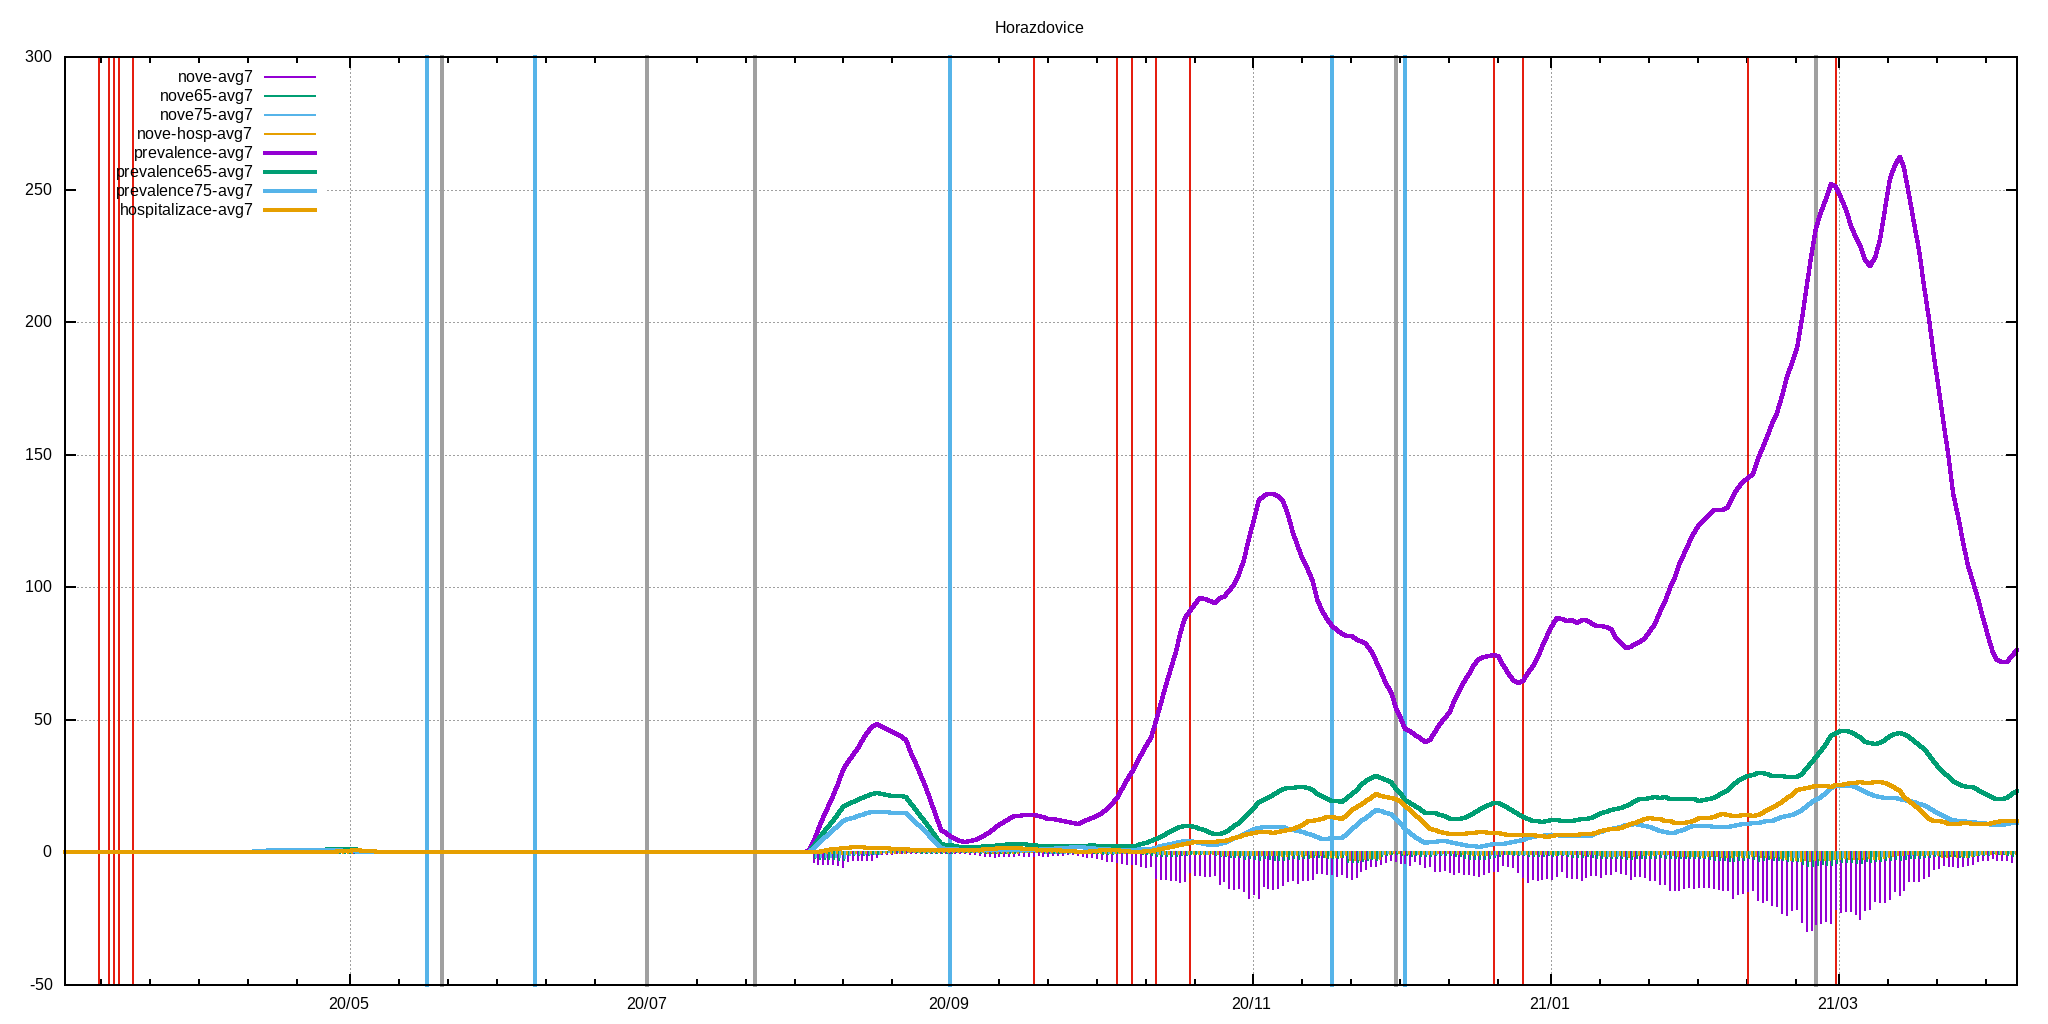 Horazdovice
300
250
200
150
100
50
0
-50
nove-avg7
nove65-avg7
nove75-avg7
nove-hosp-avg7
prevalence-avg7
prevalence65-avg7
prevalence75-avg7
hospitalizace-avg7
20/05
20/07
20/09
20/11
21/01
21/03